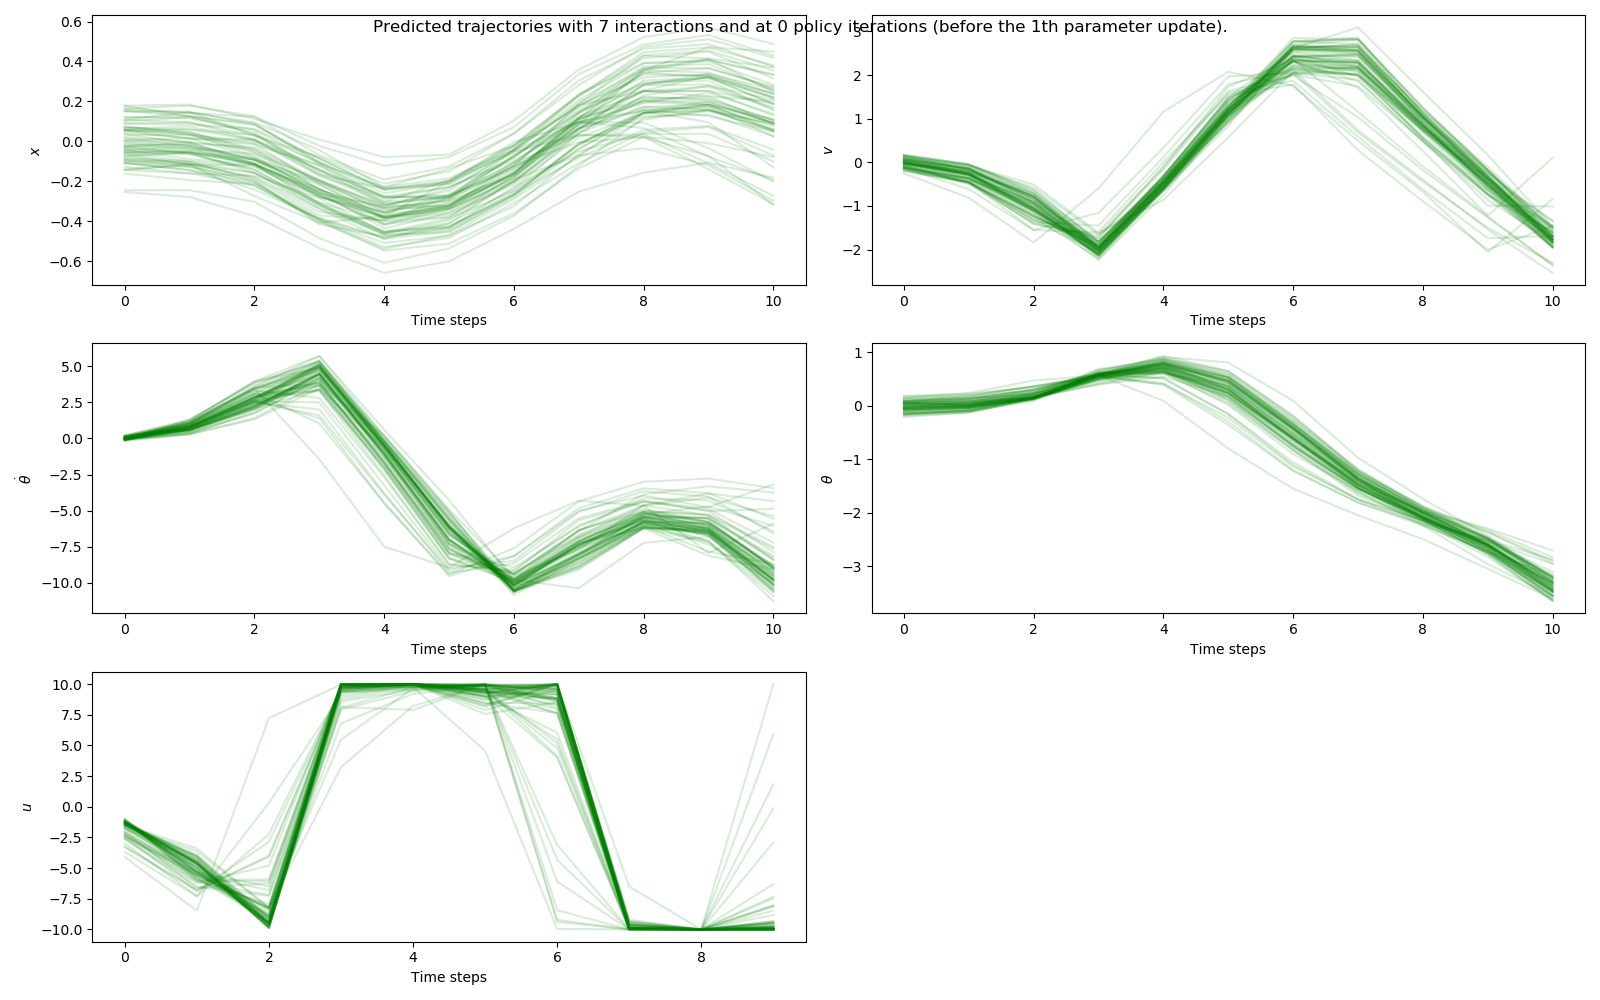 Predicted trajectories with 7 interactions and at 0 policy iterations (before the 1th parameter update).
0.6
0.4
0.2
0.0
−0.2
−0.4
−0.6
x
0 2 4 6 8 10
Time steps
3
2
1
0
−1
−2
v
0 2 4 6 8 10
Time steps
5.0
2.5
0.0
−2.5
−5.0
−7.5
−10.0
θ̇
0 2 4 6 8 10
Time steps
1
0
−1
−2
−3
θ
0 2 4 6 8 10
Time steps
10.0
7.5
5.0
2.5
0.0
−2.5
−5.0
−7.5
−10.0
u
0 2 4 6 8
Time steps